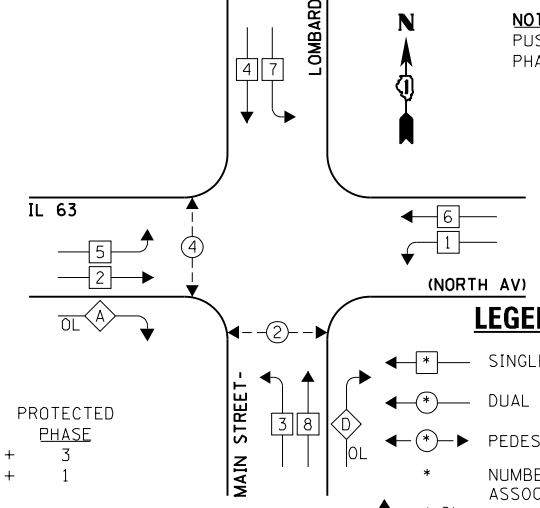 LOMBARD
N
NOT
PUS
PHA
4
7
IL 63
6
1
5
2
4
(NORTH AV)
OL
A
2
LEGE
* SINGL
* DUAL
* PEDES
* NUMBE
ASSOC
MAIN STREET-
3
8
D
OL
PROTECTED
PHASE
+ 3
+ 1